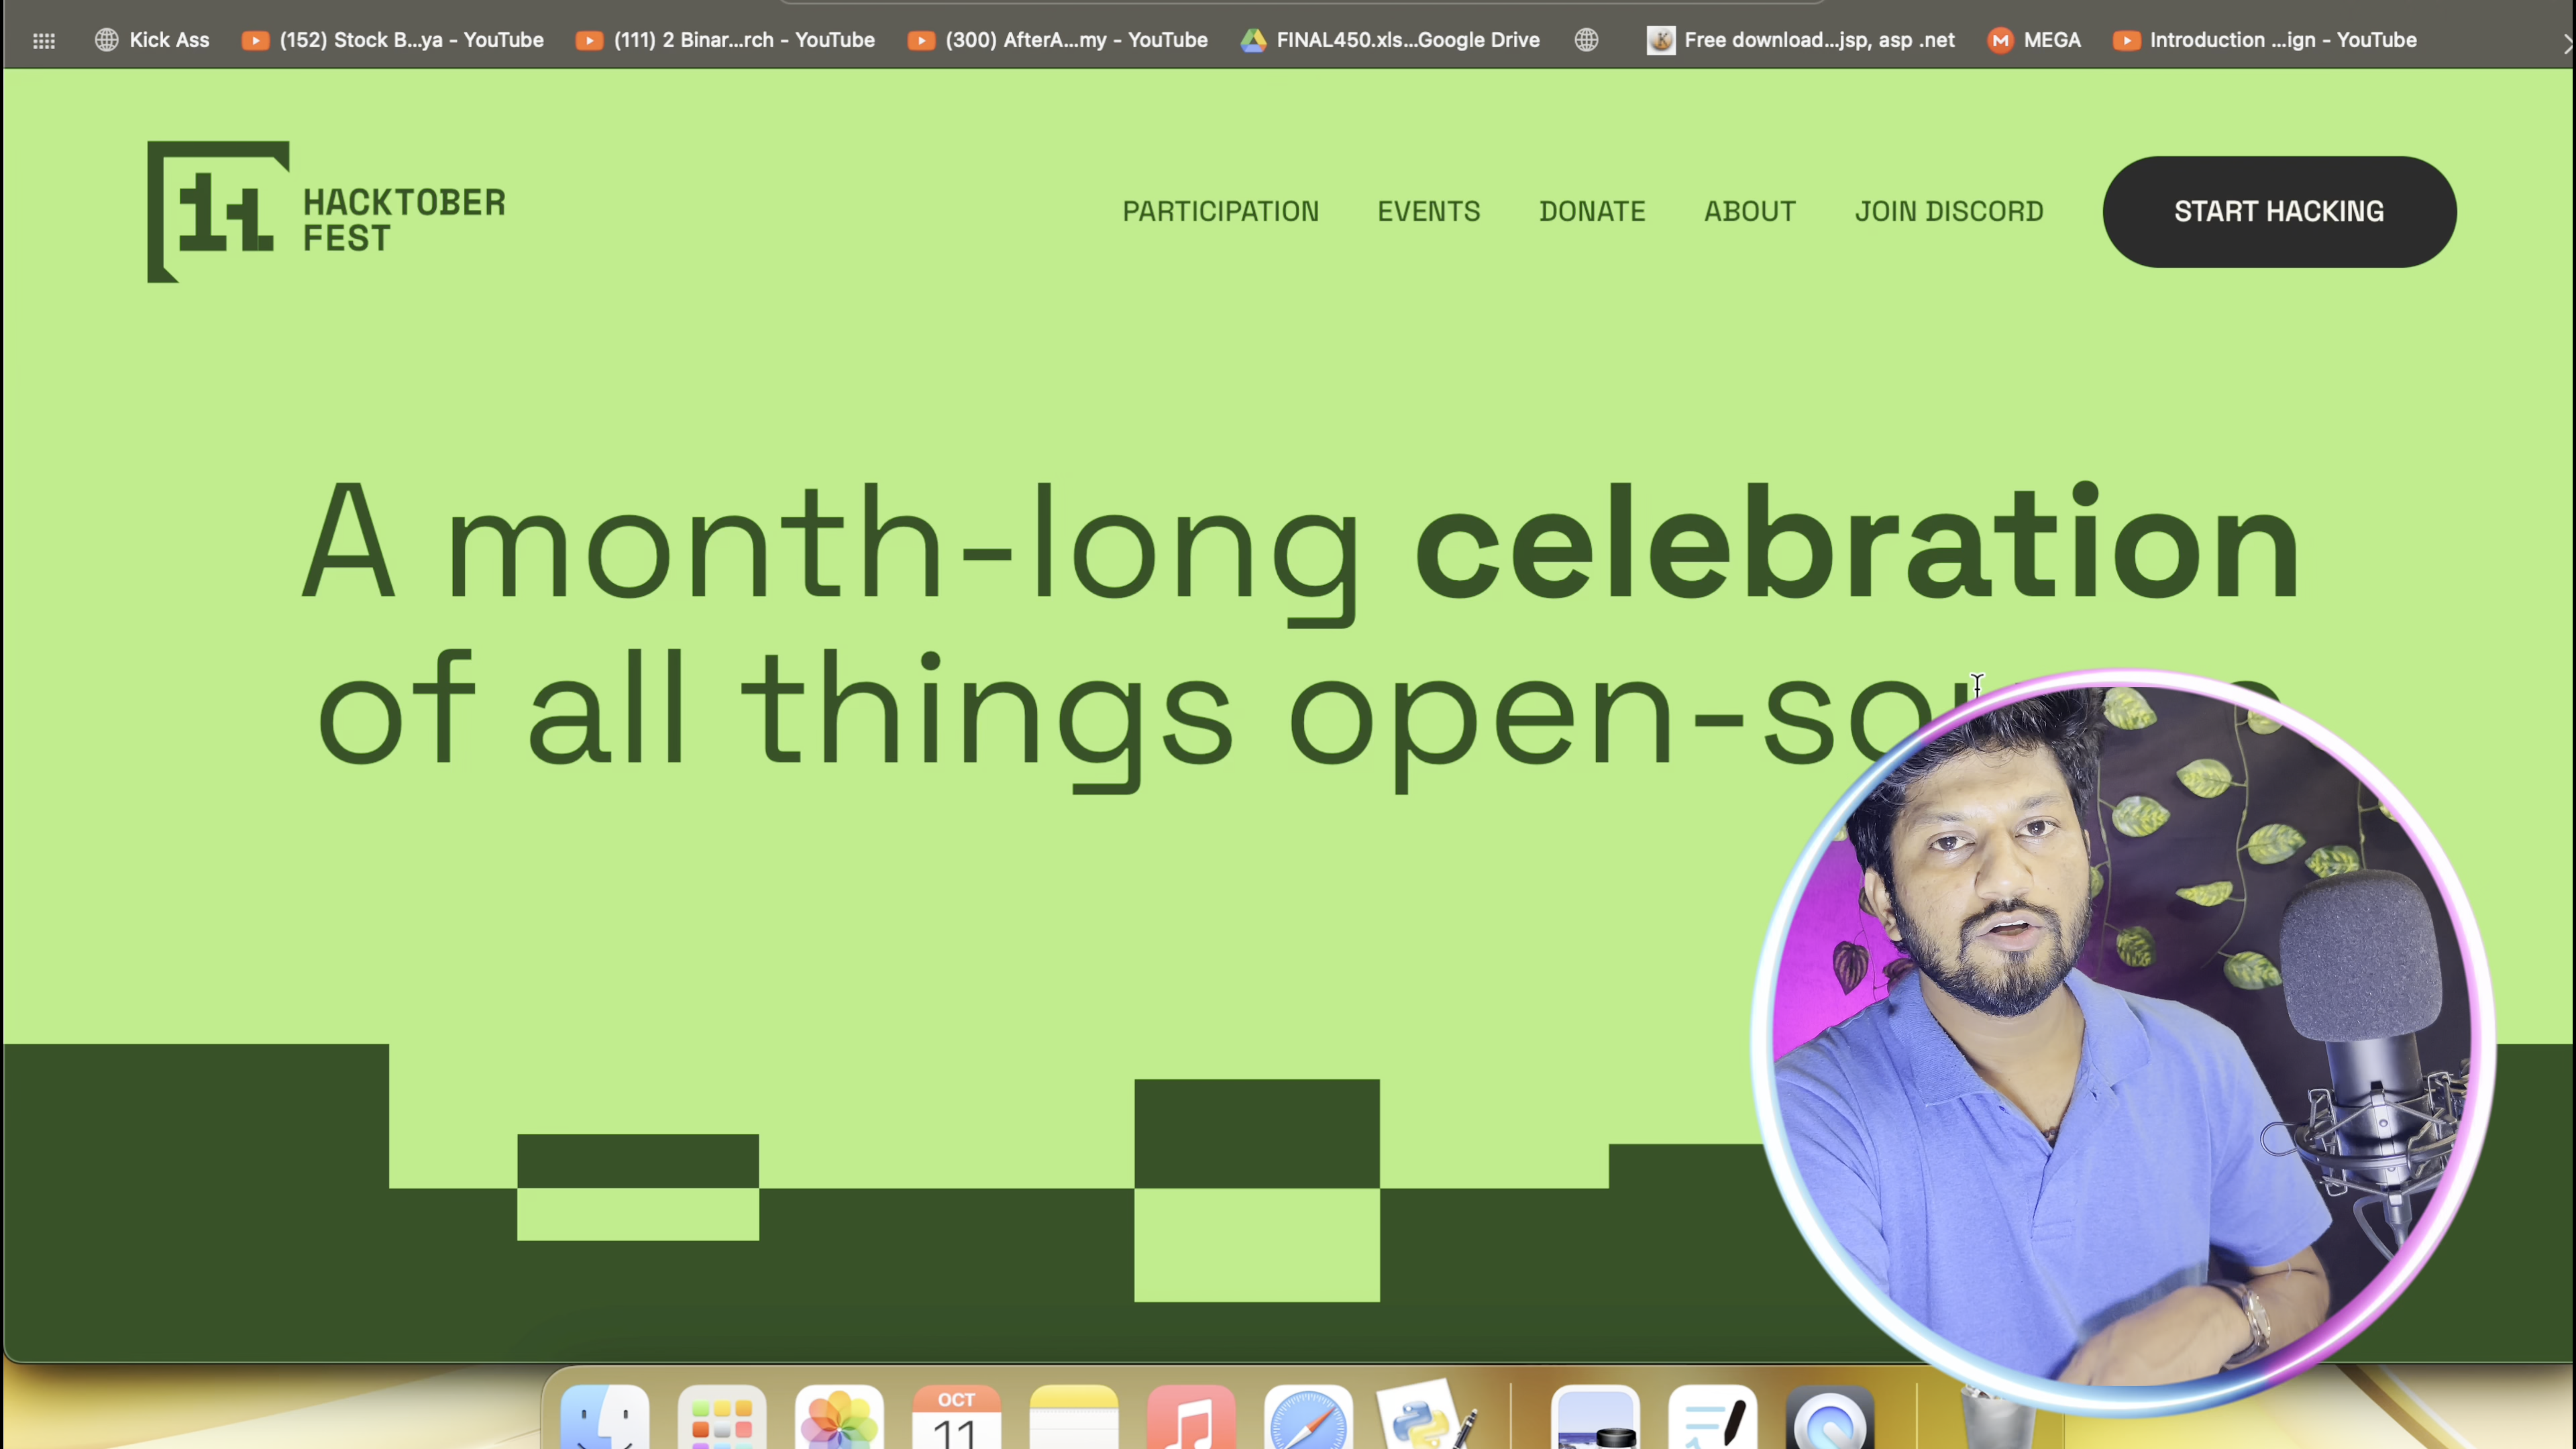 Kick Ass
(152) Stock B...ya - YouTube
(111) 2 Binar...rch - YouTube
(300) AfterA...my - YouTube
FINAL450.xls...Google Drive
Free download...jsp, asp .net
MEGA
Introduction ...ign - YouTube
HACKTOBER
FEST
PARTICIPATION
EVENTS
DONATE
ABOUT
JOIN DISCORD
START HACKING
A month-long celebration
of all things open-
OCT
11